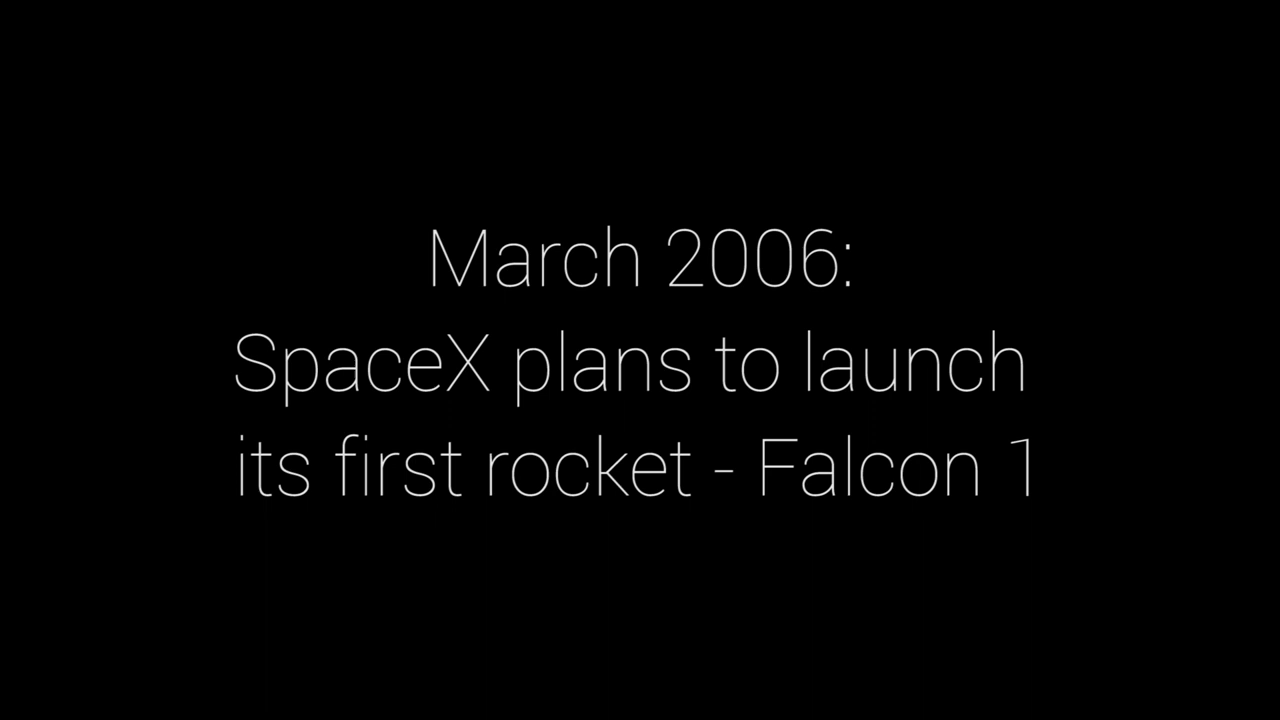 March 2006:
SpaceX plans to launch
its first rocket - Falcon 1